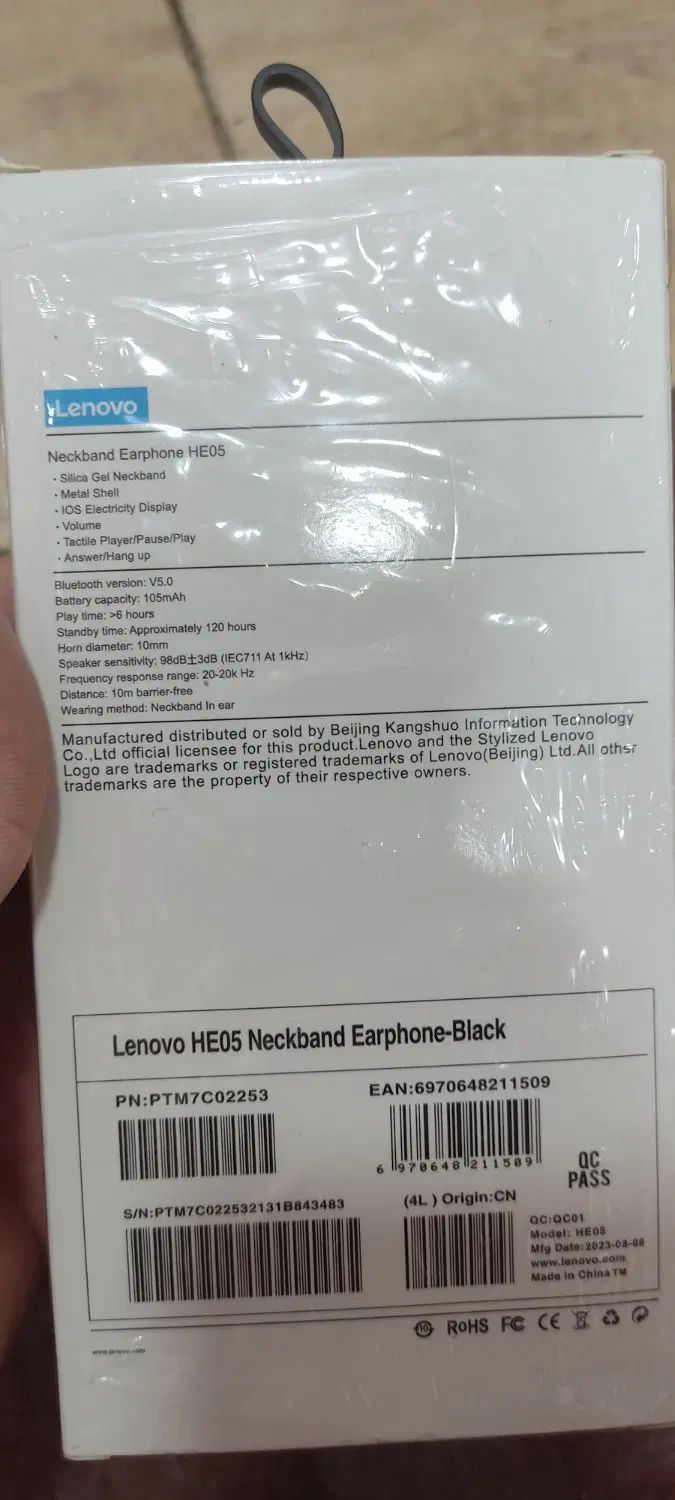 Lenovo
Neckband Earphone HE05
· Silica Gel Neckband
· Metal Shell
· IOS Electricity Display
· Volume
· Tactile Player/Pause/Play
· Answer/Hang up
Bluetooth version: V5.0
Battery capacity: 105mAh
Play time: >6 hours
Standby time: Approximately 120 hours
Horn diameter: 10mm
Speaker sensitivity: 98dB±3dB (IEC711 At 1kHz)
Frequency response range: 20-20k Hz
Distance: 10m barrier-free
Wearing method: Neckband In ear
Manufactured distributed or sold by Beijing Kangshuo Information Technology
Co.,Ltd official licensee for this product.Lenovo and the Stylized Lenovo
Logo are trademarks or registered trademarks of Lenovo(Beijing) Ltd.All other
trademarks are the property of their respective owners.
Lenovo HE05 Neckband Earphone-Black
PN:PTM7C02253
EAN:6970648211509
6 970648 211509
QC
PASS
S/N:PTM7C022532131B843483
(4L ) Origin:CN
QC:QC01
Model: HE05
Mfg Date:2023-08-08
www.lenovo.com
Made in China TM
10 RoHS FC CE
www.lenovo.com